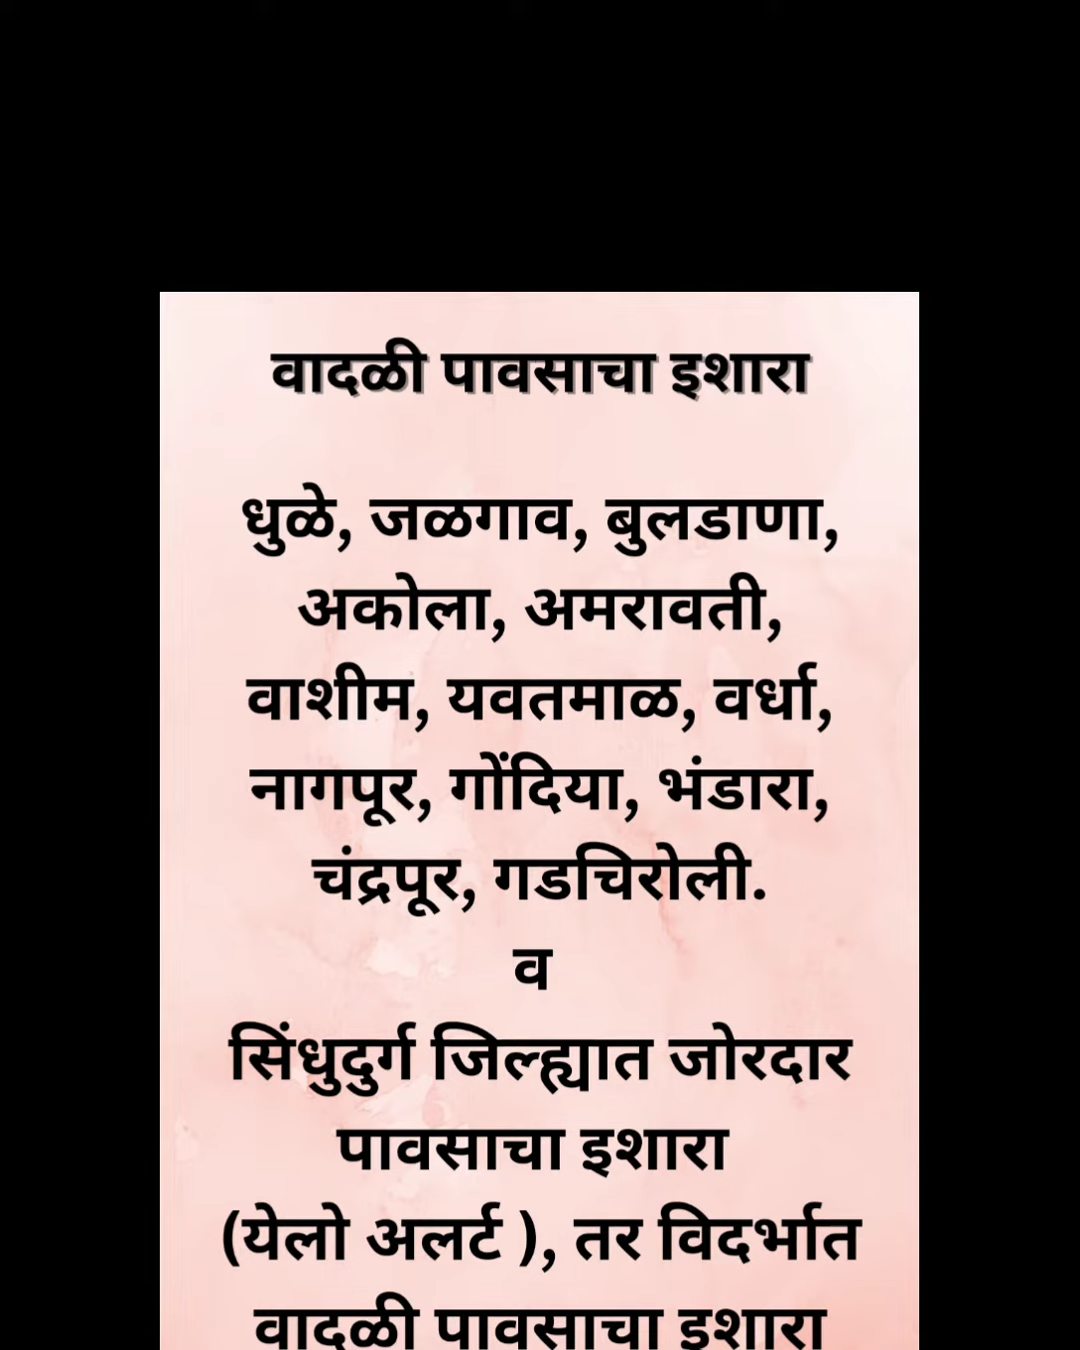 वादळी पावसाचा इशारा
धुळे, जळगाव, बुलडाणा,
अकोला, अमरावती,
वाशीम, यवतमाळ, वर्धा,
नागपूर, गोंदिया, भंडारा,
चंद्रपूर, गडचिरोली.
व
सिंधुदुर्ग जिल्ह्यात जोरदार
पावसाचा इशारा
(येलो अलर्ट ), तर विदर्भात
वादळी पावसाचा इशारा